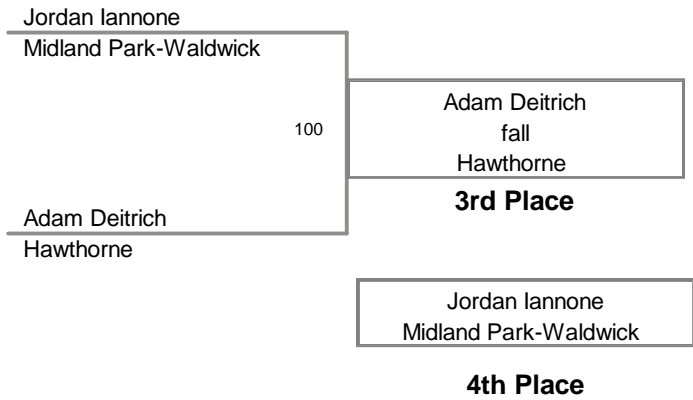 Jordan Iannone
Midland Park-Waldwick
100
Adam Deitrich
fall
Hawthorne
3rd Place
Adam Deitrich
Hawthorne
Jordan Iannone
Midland Park-Waldwick
4th Place